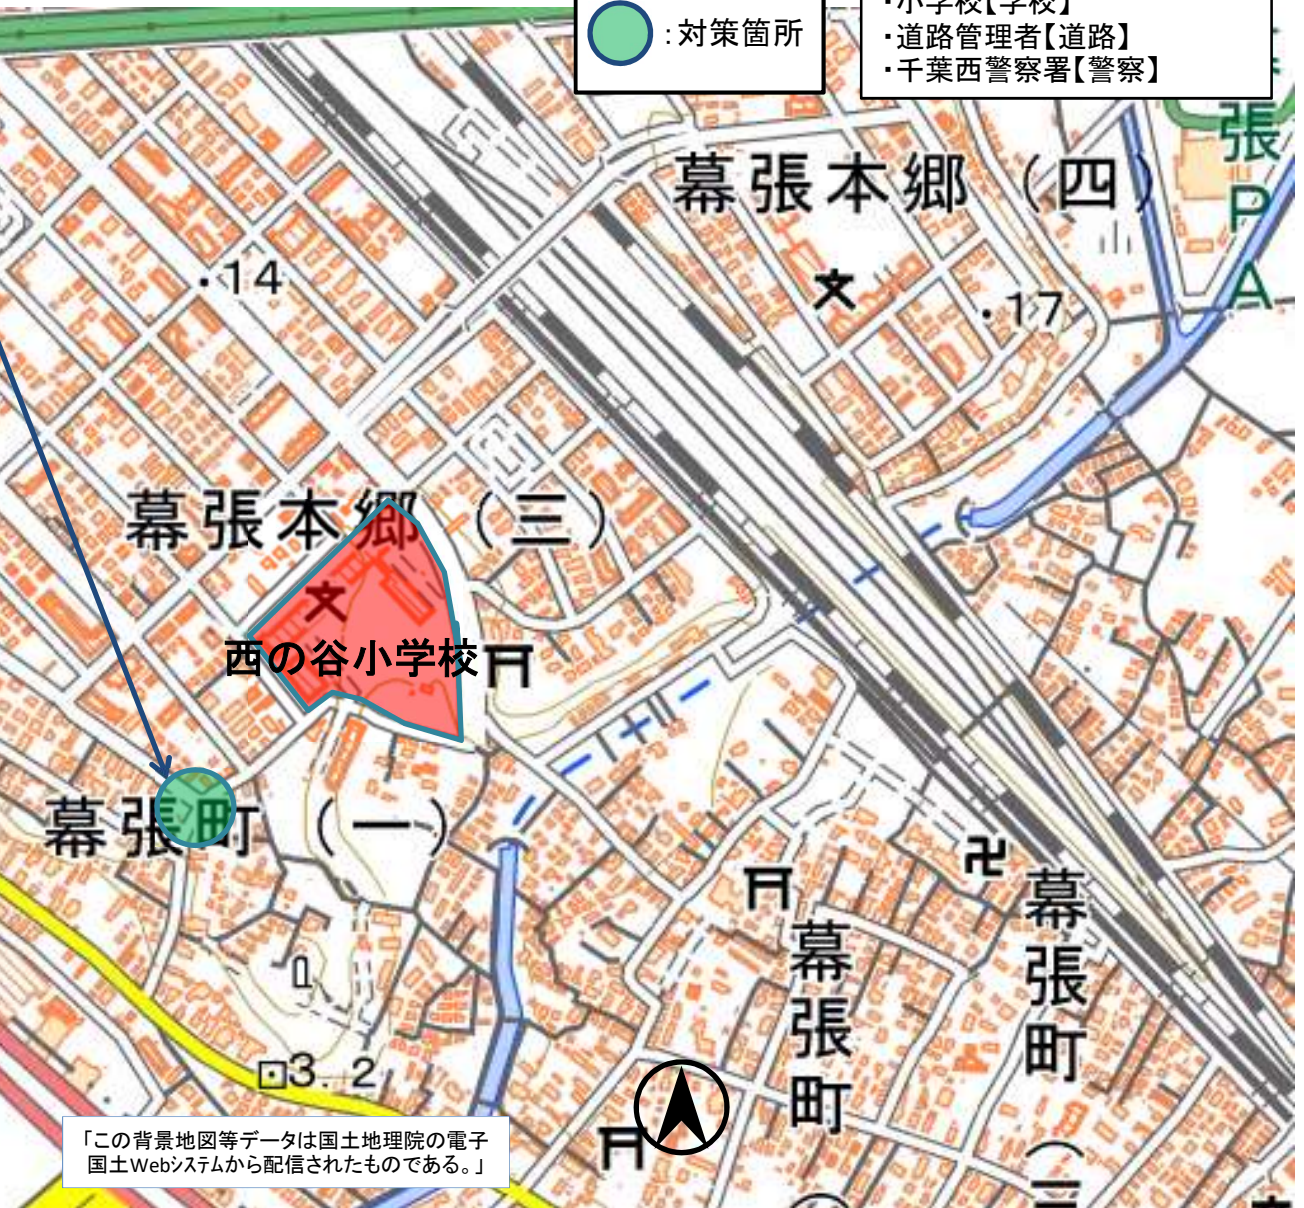 :対策箇所
・小学校【学校】
・道路管理者【道路】
・千葉西警察署【警察】
張PA
幕張本郷(四)
・14
・17
幕張本郷(三)
西の谷小学校
幕張町(一)
幕張町
幕張町(二
3.2
「この背景地図等データは国土地理院の電子
国土Webシステムから配信されたものである。」